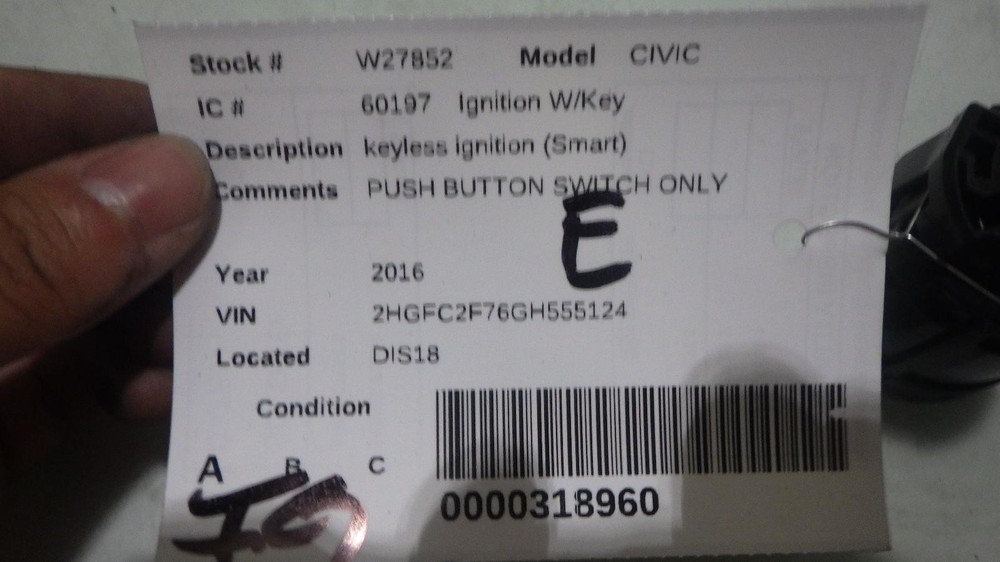 Stock # W27852 Model CIVIC
IC # 60197 Ignition W/Key
Description keyless ignition (Smart)
Comments PUSH BUTTON SWITCH ONLY
E
Year 2016
VIN 2HGFC2F76GH555124
Located DIS18
Condition
A B C
0000318960